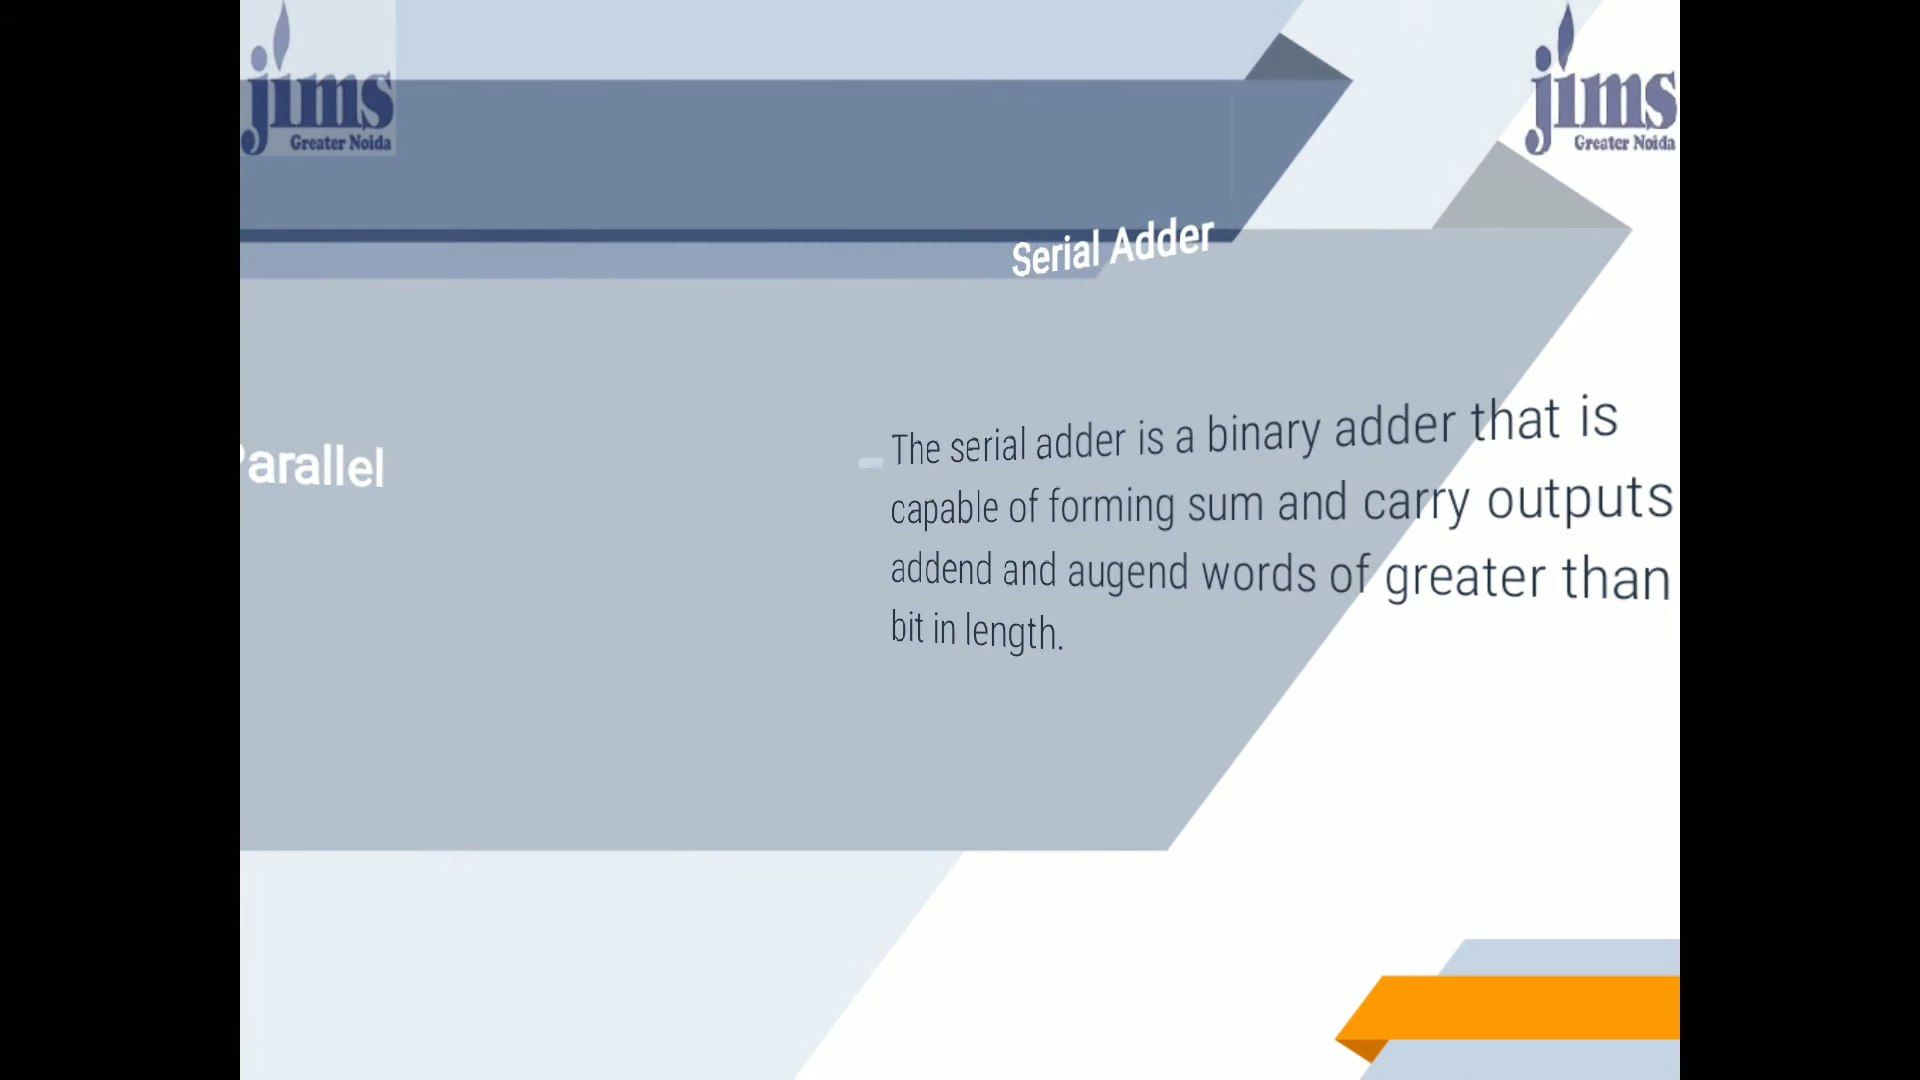 jims
Greater Noida
jims
Greater Noida
Serial Adder
Parallel
The serial adder is a binary adder that is
capable of forming sum and carry outputs
addend and augend words of greater than
bit in length.